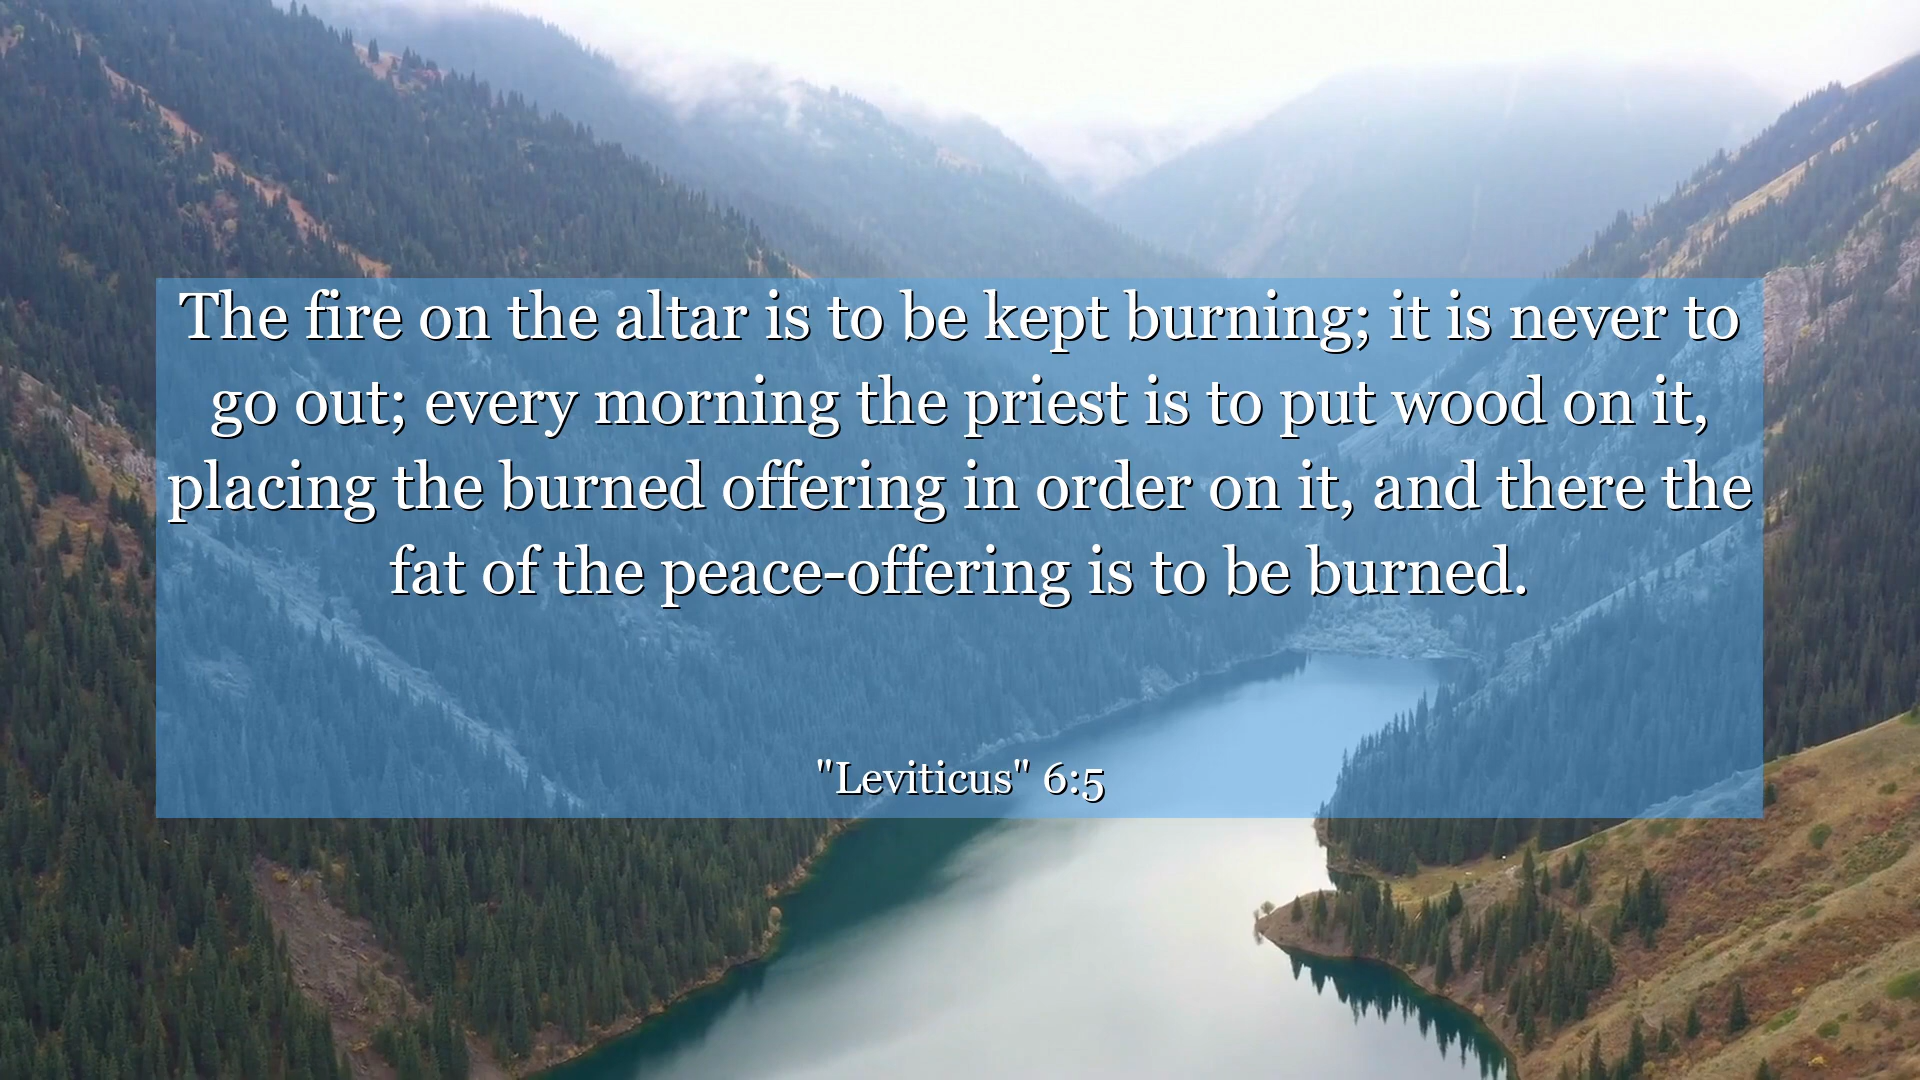 The fire on the altar is to be kept burning; it is never to
go out; every morning the priest is to put wood on it,
placing the burned offering in order on it, and there the
fat of the peace-offering is to be burned.
"Leviticus" 6:5